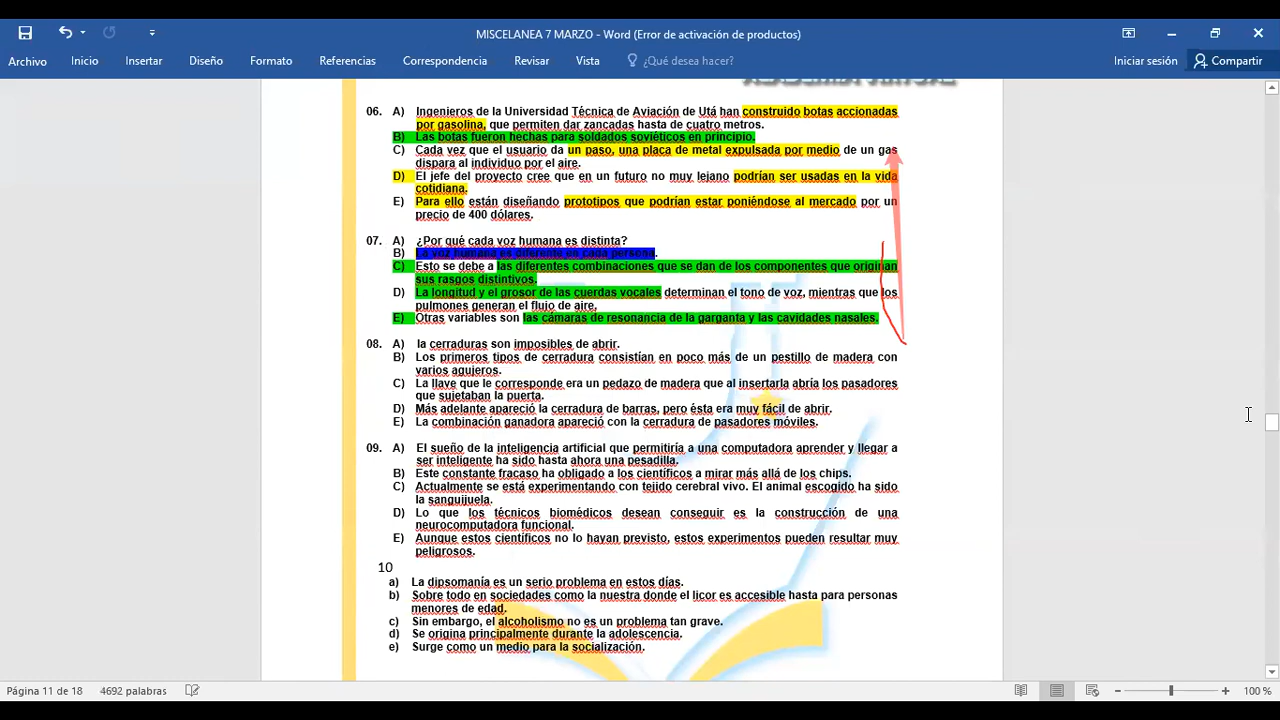 MISCELANEA 7 MARZO - Word (Error de activación de productos)
Archivo Inicio Insertar Diseño Formato Referencias Correspondencia Revisar Vista ¿Qué desea hacer? Iniciar sesión Compartir
06. A) Ingenieros de la Universidad Técnica de Aviación de Utá han construido botas accionadas
por gasolina, que permiten dar zancadas hasta de cuatro metros.
B) Las botas fueron hechas para soldados soviéticos en principio.
C) Cada vez que el usuario da un paso, una placa de metal expulsada por medio de un gas
dispara al individuo por el aire.
D) El jefe del proyecto cree que en un futuro no muy lejano podrían ser usadas en la vida
cotidiana.
E) Para ello están diseñando prototipos que podrían estar poniéndose al mercado por un
precio de 400 dólares.
07. A) ¿Por qué cada voz humana es distinta?
B) La voz humana es diferente en cada persona.
C) Esto se debe a las diferentes combinaciones que se dan de los componentes que originan
sus rasgos distintivos.
D) La longitud y el grosor de las cuerdas vocales determinan el tono de voz, mientras que los
pulmones generan el flujo de aire.
E) Otras variables son las cámaras de resonancia de la garganta y las cavidades nasales.
08. A) la cerraduras son imposibles de abrir.
B) Los primeros tipos de cerradura consistían en poco más de un pestillo de madera con
varios agujeros.
C) La llave que le corresponde era un pedazo de madera que al insertarla abría los pasadores
que sujetaban la puerta.
D) Más adelante apareció la cerradura de barras, pero ésta era muy fácil de abrir.
E) La combinación ganadora apareció con la cerradura de pasadores móviles.
09. A) El sueño de la inteligencia artificial que permitiría a una computadora aprender y llegar a
ser inteligente ha sido hasta ahora una pesadilla.
B) Este constante fracaso ha obligado a los científicos a mirar más allá de los chips.
C) Actualmente se está experimentando con tejido cerebral vivo. El animal escogido ha sido
la sanguijuela.
D) Lo que los técnicos biomédicos desean conseguir es la construcción de una
neurocomputadora funcional.
E) Aunque estos científicos no lo hayan previsto, estos experimentos pueden resultar muy
peligrosos.
10
a) La dipsomanía es un serio problema en estos días.
b) Sobre todo en sociedades como la nuestra donde el licor es accesible hasta para personas
menores de edad.
c) Sin embargo, el alcoholismo no es un problema tan grave.
d) Se origina principalmente durante la adolescencia.
e) Surge como un medio para la socialización.
Página 11 de 18 4692 palabras 100 %